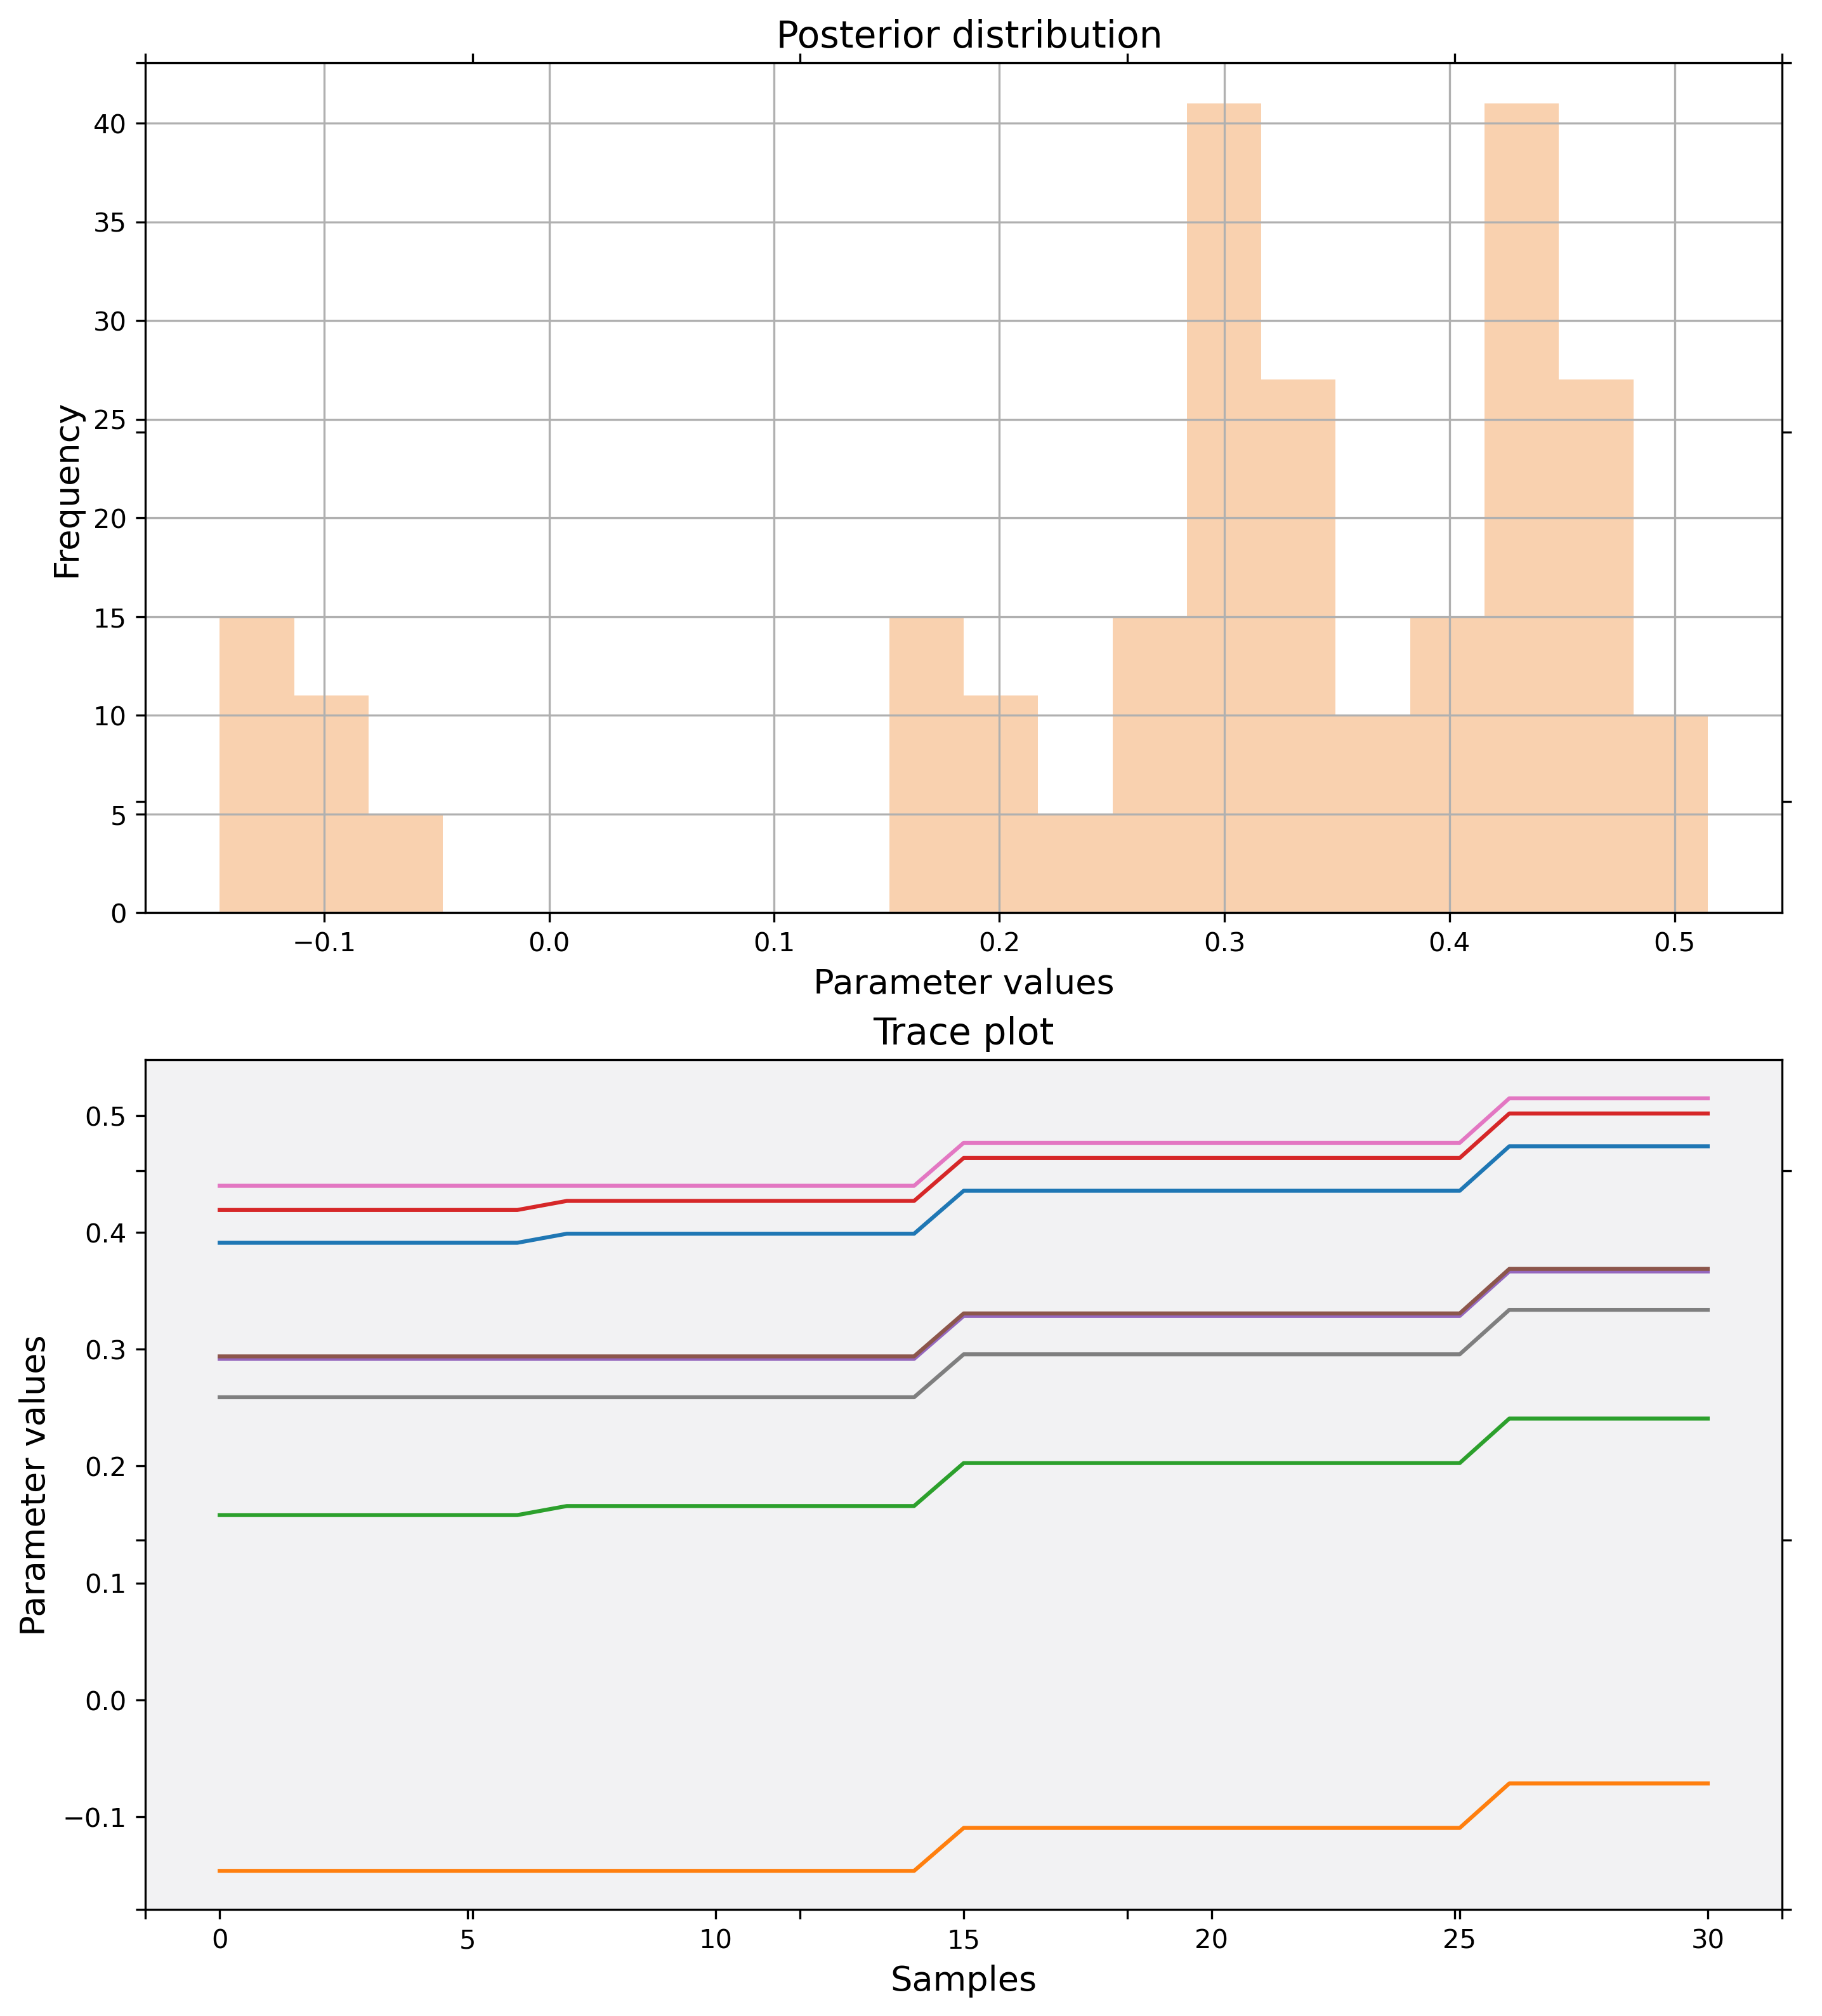 Posterior distribution
40
35
30
25
20
15
10
5
0
Frequency
−0.1 0.0 0.1 0.2 0.3 0.4 0.5
Parameter values
Trace plot
0.5
0.4
0.3
0.2
0.1
0.0
−0.1
Parameter values
0 5 10 15 20 25 30
Samples